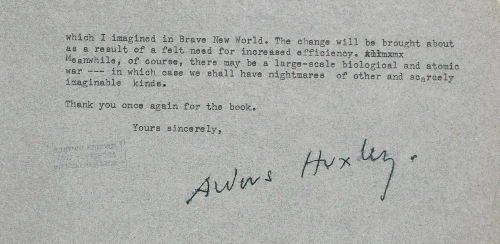 which I imagined in Brave New World. The change will be brought about
as a result of a felt need for increased efficiency.
Meanwhile, of course, there may be a large-scale biological and atomic
war --- in which case we shall have nightmares of other and scarcely
imaginable kinds.
Thank you once again for the book.
Yours sincerely,
Aldous Huxley.